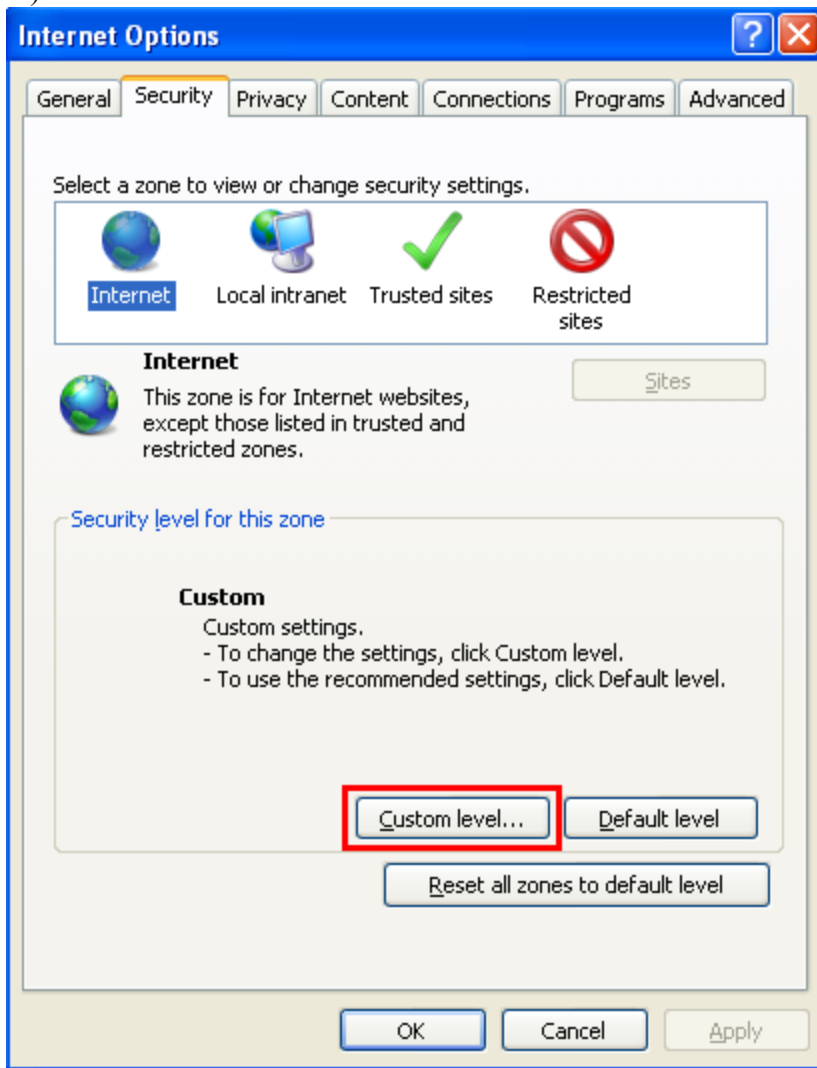 Internet Options
General Security Privacy Content Connections Programs Advanced
Select a zone to view or change security settings.
Internet Local intranet Trusted sites Restricted sites
Internet
This zone is for Internet websites,
except those listed in trusted and
restricted zones.
Sites
Security level for this zone
Custom
Custom settings.
- To change the settings, click Custom level.
- To use the recommended settings, click Default level.
Custom level... Default level
Reset all zones to default level
OK Cancel Apply